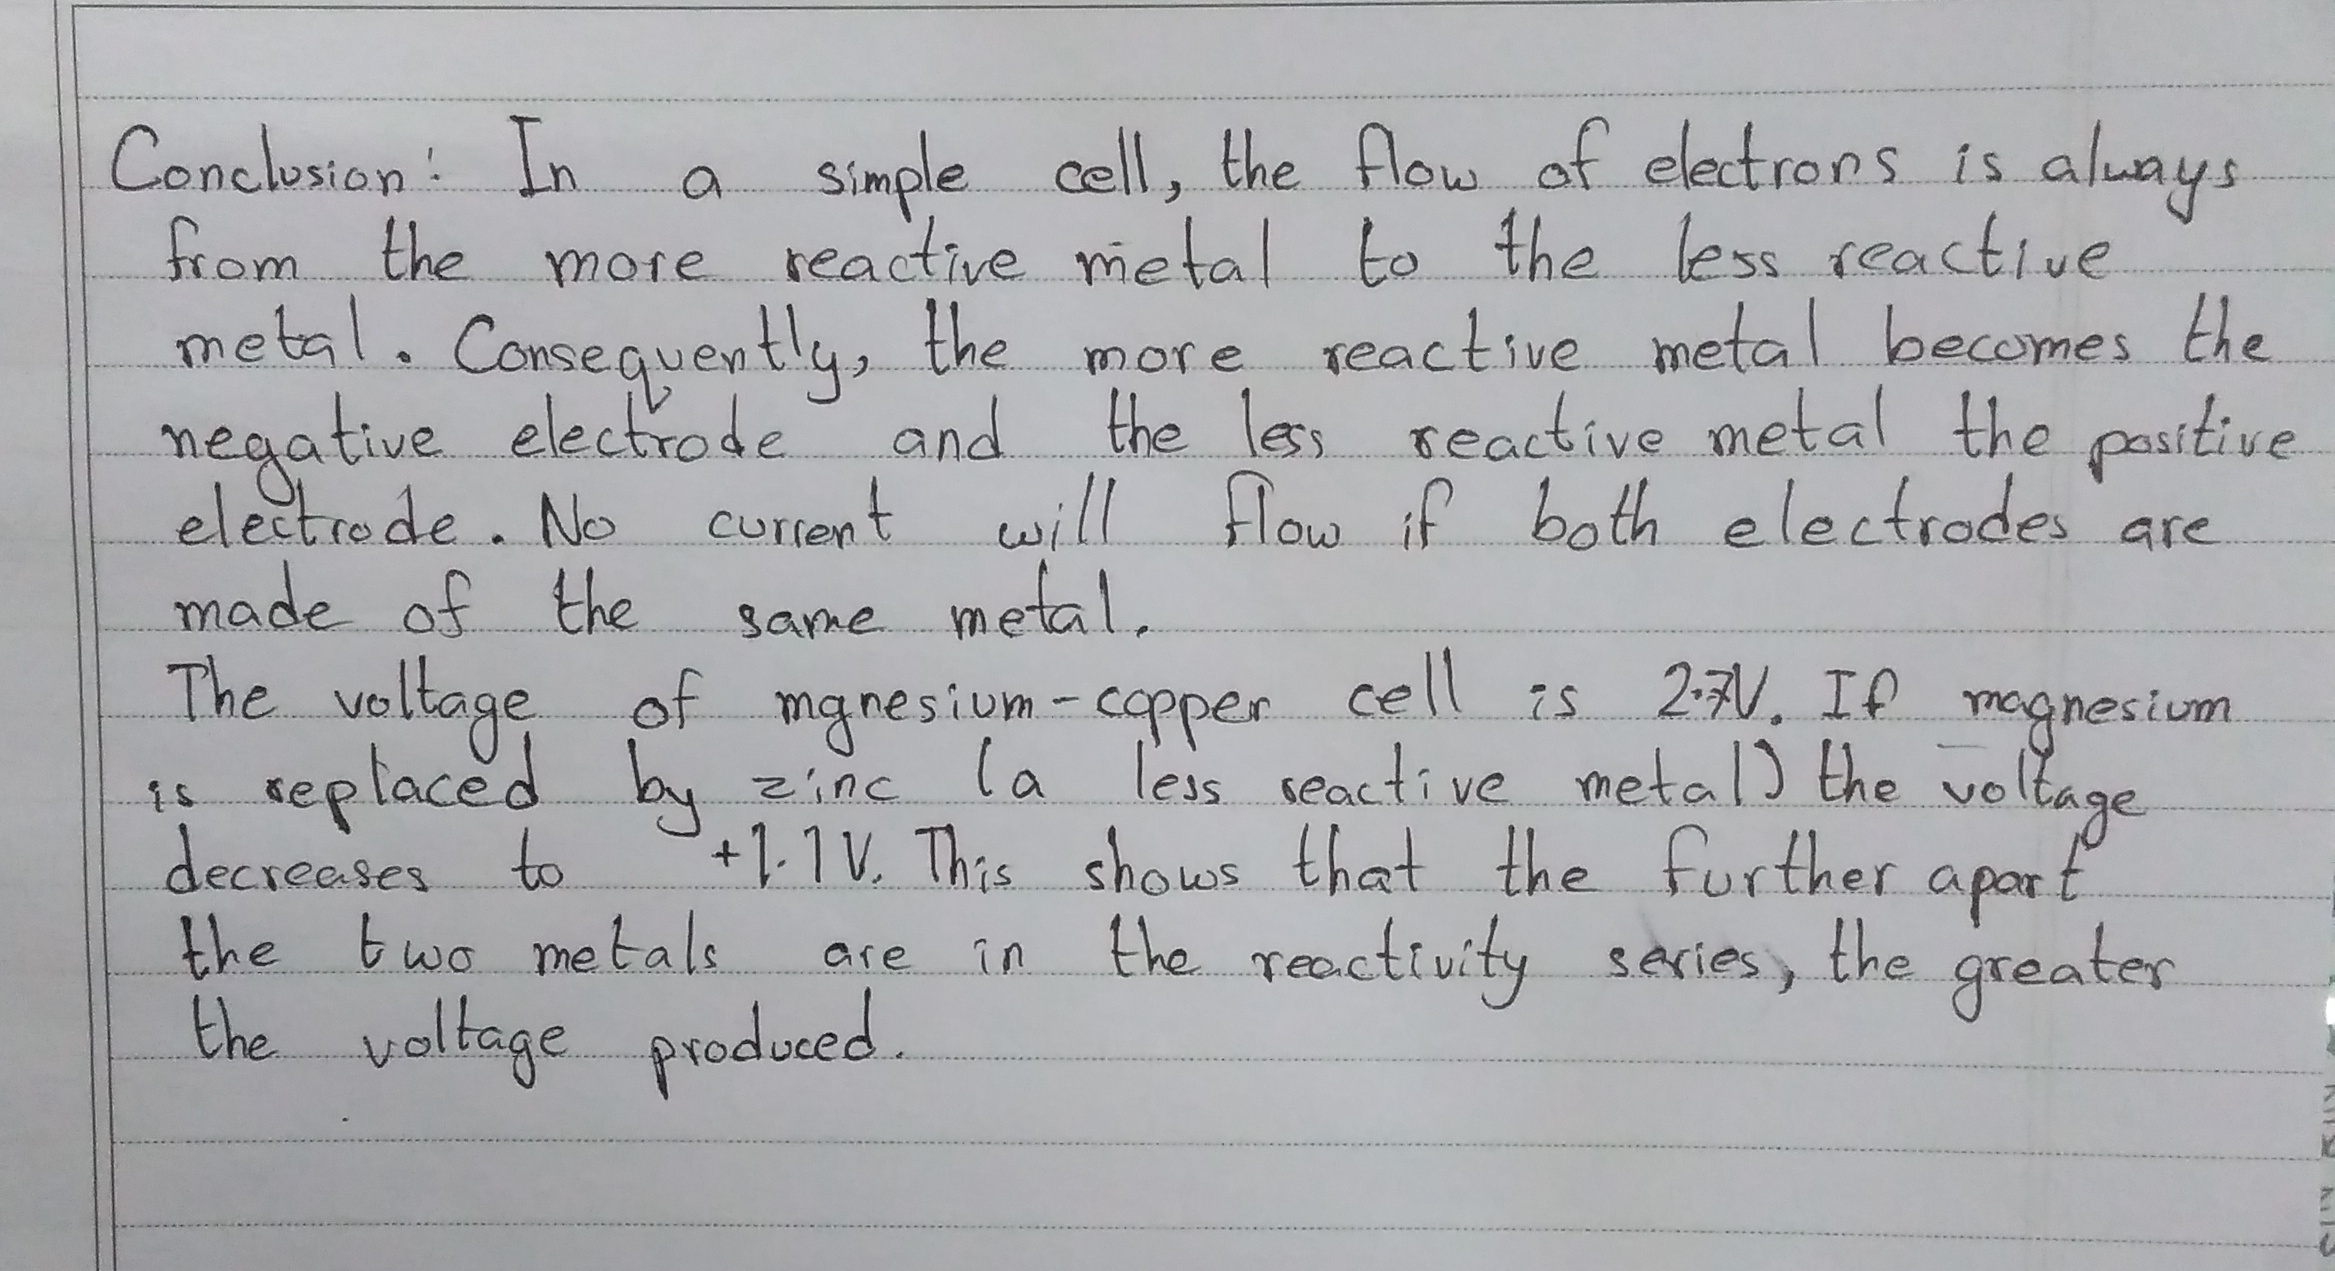 Conclusion: In a simple cell, the flow of electrons is always
from the more reactive metal to the less reactive
metal. Consequently, the more reactive metal becomes the
negative electrode and the less reactive metal the positive
electrode. No current will flow if both electrodes are
made of the same metal.
The voltage of mgnesium-copper cell is 2.7V. If magnesium
is replaced by zinc (a less reactive metal) the voltage
decreases to +1.1V. This shows that the further apart
the two metals are in the reactivity series, the greater
the voltage produced.